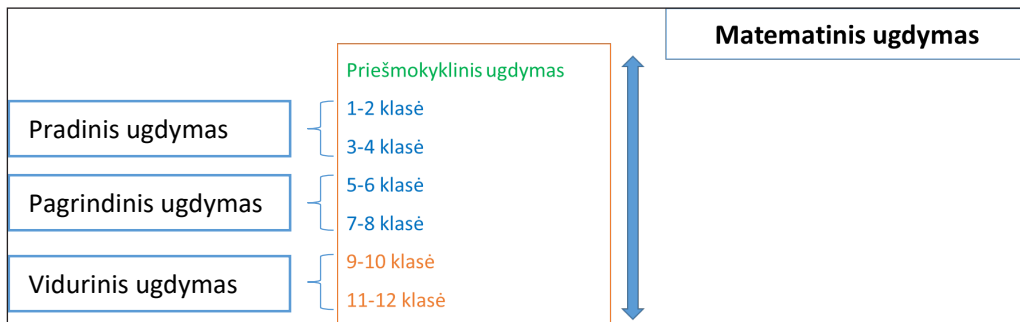 Matematinis ugdymas
Priešmokyklinis ugdymas
Pradinis ugdymas
1-2 klasė
3-4 klasė
Pagrindinis ugdymas
5-6 klasė
7-8 klasė
Vidurinis ugdymas
9-10 klasė
11-12 klasė